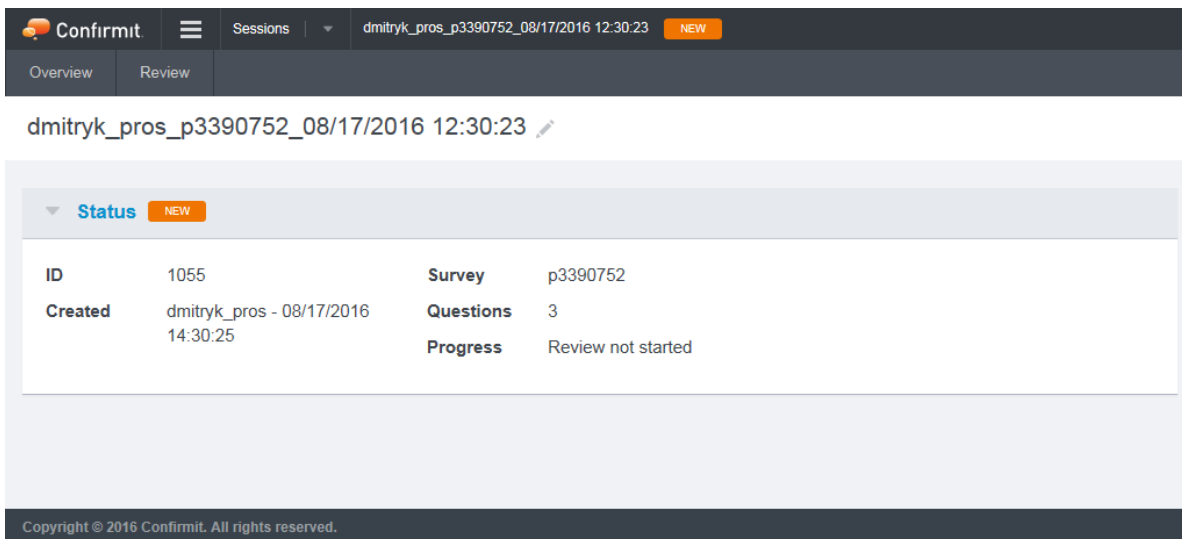 Confirmit. Sessions dmitryk_pros_p3390752_08/17/2016 12:30:23 NEW
Overview Review
dmitryk_pros_p3390752_08/17/2016 12:30:23
Status NEW
ID 1055 Survey p3390752
Created dmitryk_pros - 08/17/2016 Questions 3
14:30:25
Progress Review not started
Copyright © 2016 Confirmit. All rights reserved.